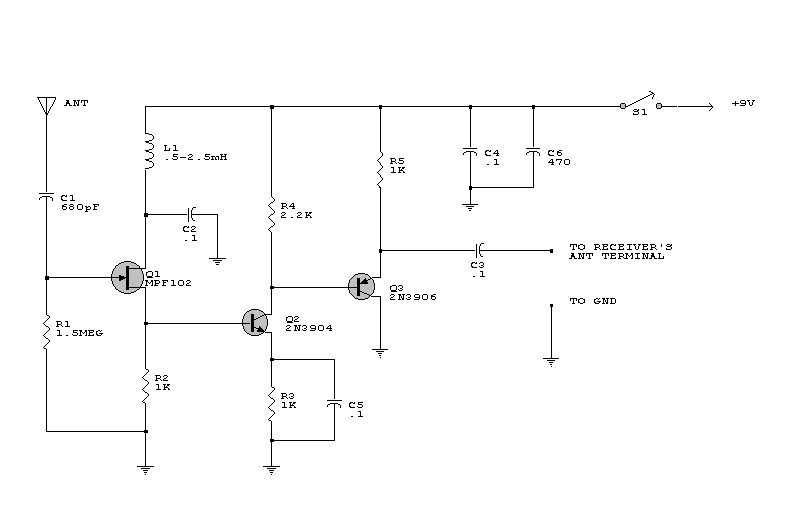 ANT
+9V
S1
L1
.5-2.5mH
R5
1K
C4
.1
C6
470
C1
680pF
R4
2.2K
C2
.1
TO RECEIVER'S
ANT TERMINAL
C3
.1
Q1
MPF102
Q3
2N3906
TO GND
R1
1.5MEG
Q2
2N3904
R2
1K
R3
1K
C5
.1